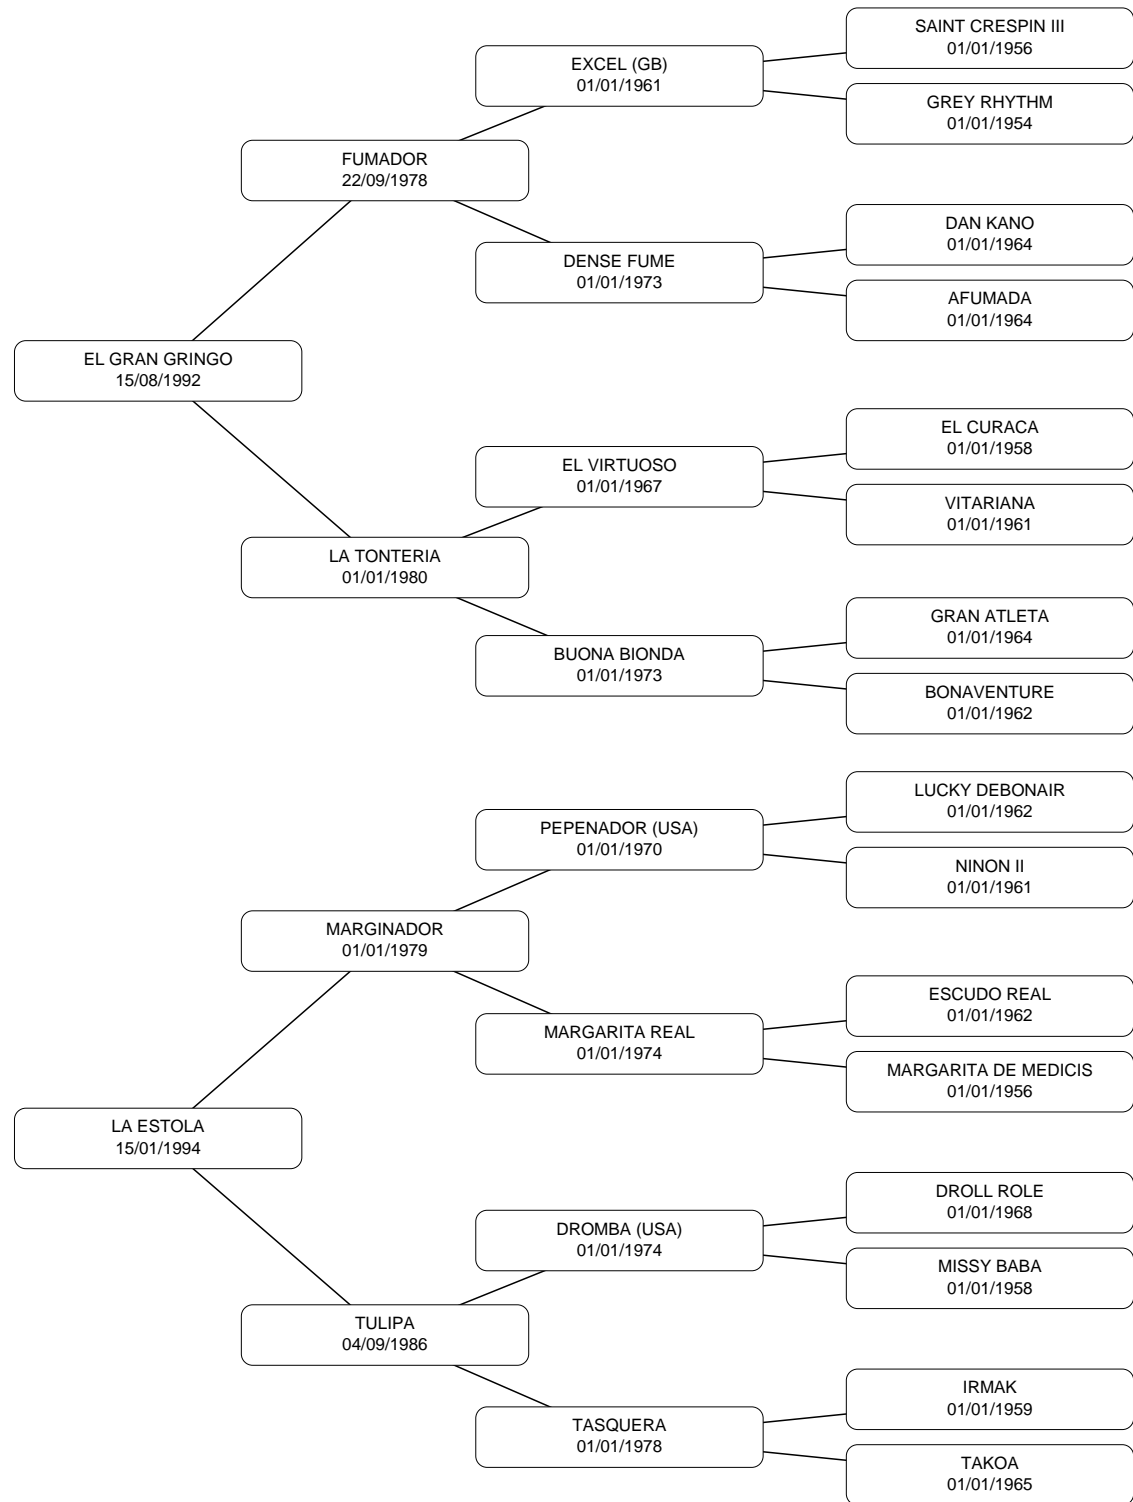 SAINT CRESPIN III
01/01/1956
EXCEL (GB)
01/01/1961
GREY RHYTHM
01/01/1954
FUMADOR
22/09/1978
DAN KANO
01/01/1964
DENSE FUME
01/01/1973
AFUMADA
01/01/1964
EL GRAN GRINGO
15/08/1992
EL CURACA
01/01/1958
EL VIRTUOSO
01/01/1967
VITARIANA
01/01/1961
LA TONTERIA
01/01/1980
GRAN ATLETA
01/01/1964
BUONA BIONDA
01/01/1973
BONAVENTURE
01/01/1962
LUCKY DEBONAIR
01/01/1962
PEPENADOR (USA)
01/01/1970
NINON II
01/01/1961
MARGINADOR
01/01/1979
ESCUDO REAL
01/01/1962
MARGARITA REAL
01/01/1974
MARGARITA DE MEDICIS
01/01/1956
LA ESTOLA
15/01/1994
DROLL ROLE
01/01/1968
DROMBA (USA)
01/01/1974
MISSY BABA
01/01/1958
TULIPA
04/09/1986
IRMAK
01/01/1959
TASQUERA
01/01/1978
TAKOA
01/01/1965